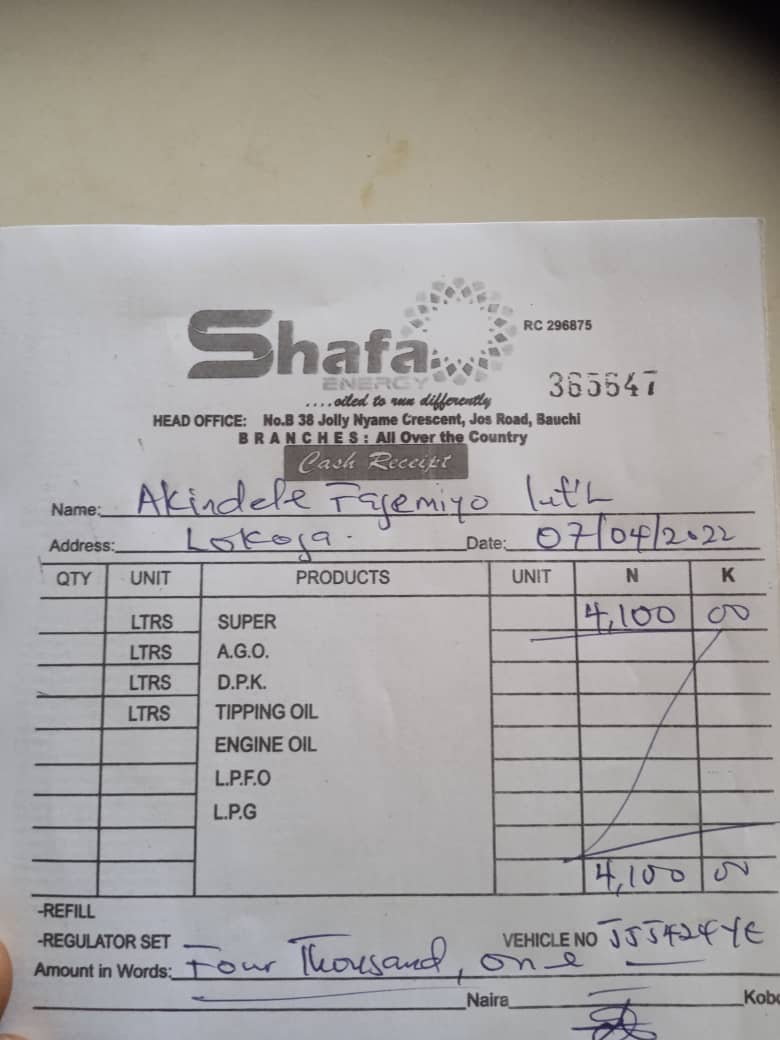 Shafa
ENERGY
RC 296875
365647
....oiled to run differently
HEAD OFFICE: No.B 38 Jolly Nyame Crescent, Jos Road, Bauchi
BRANCHES: All Over the Country
Cash Receipt
Name: Akindele Fasemiyo Int'L
Address: Lokoja. Date: 07/04/2022
QTY UNIT PRODUCTS UNIT N K
LTRS SUPER 4,100 00
LTRS A.G.O.
LTRS D.P.K.
LTRS TIPPING OIL
ENGINE OIL
L.P.F.O
L.P.G
4,100 00
-REFILL
-REGULATOR SET VEHICLE NO JJJ424YE
Amount in Words: Four Thousand, one
Naira Kobo